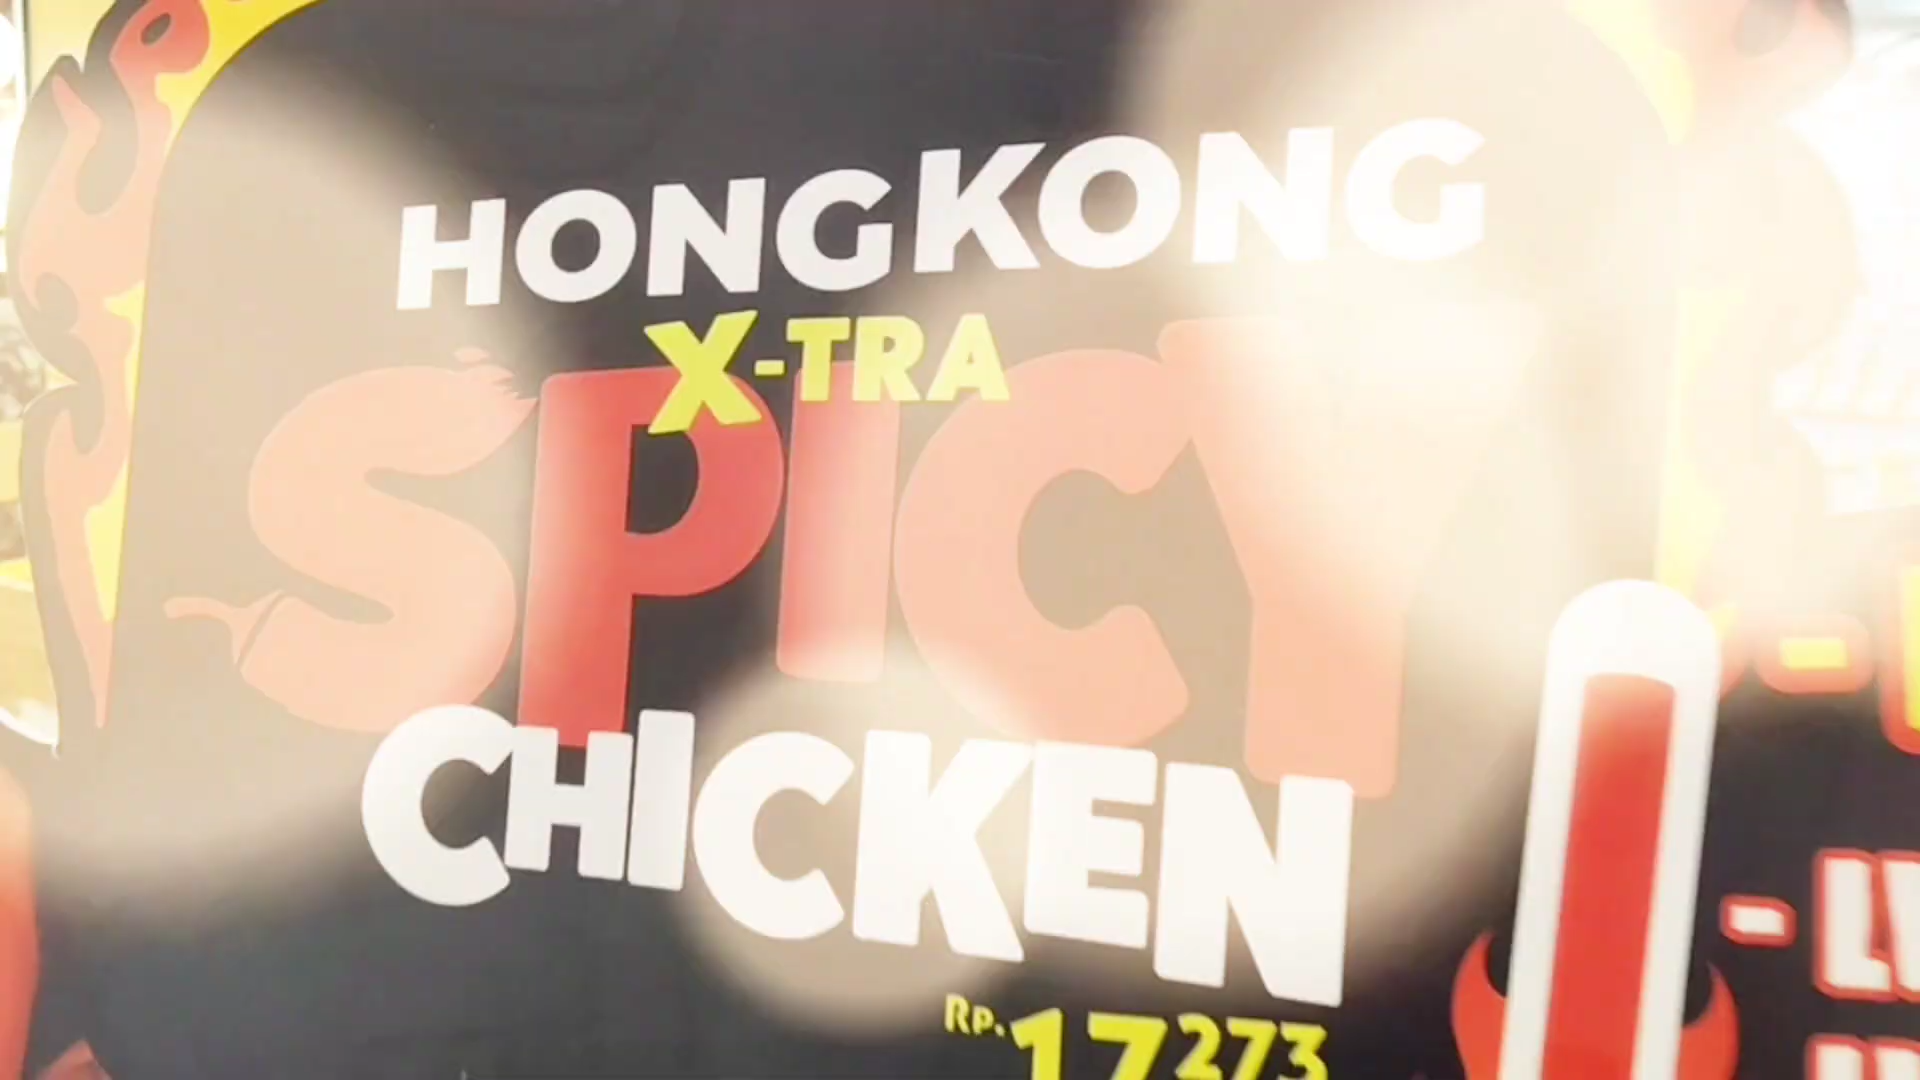 HONGKONG
X-TRA
SPICY
CHICKEN
Rp. 17273